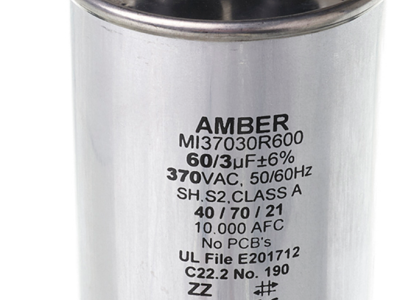 AMBER
MI37030R600
60/3µF±6%
370VAC, 50/60Hz
SH.S2,CLASS A
40 / 70 / 21
10.000 AFC
No PCB's
UL File E201712
C22.2 No. 190
ZZ